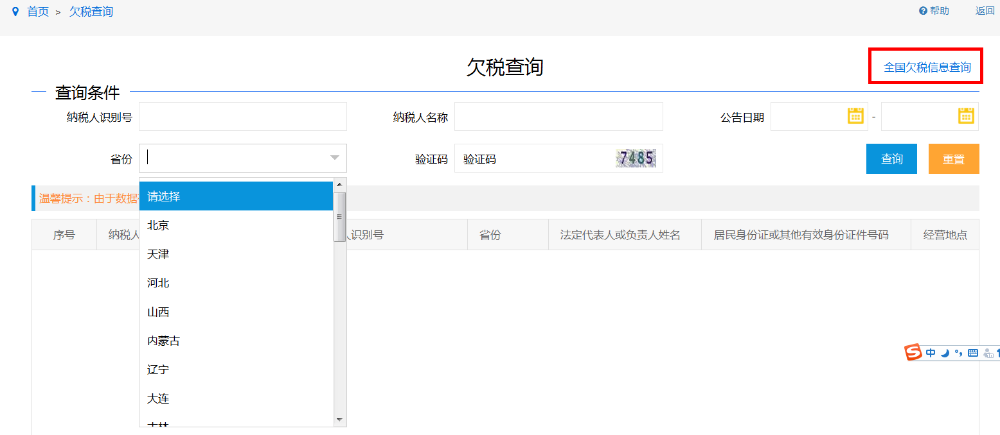 首页 > 欠税查询
帮助 返回
欠税查询
全国欠税信息查询
查询条件
纳税人识别号 纳税人名称 公告日期 -
省份 验证码 验证码 7485
查询 重置
温馨提示：由于数据
序号 纳税人 识别号 省份 法定代表人或负责人姓名 居民身份证或其他有效身份证件号码 经营地点
请选择
北京
天津
河北
山西
内蒙古
辽宁
大连
吉林
中